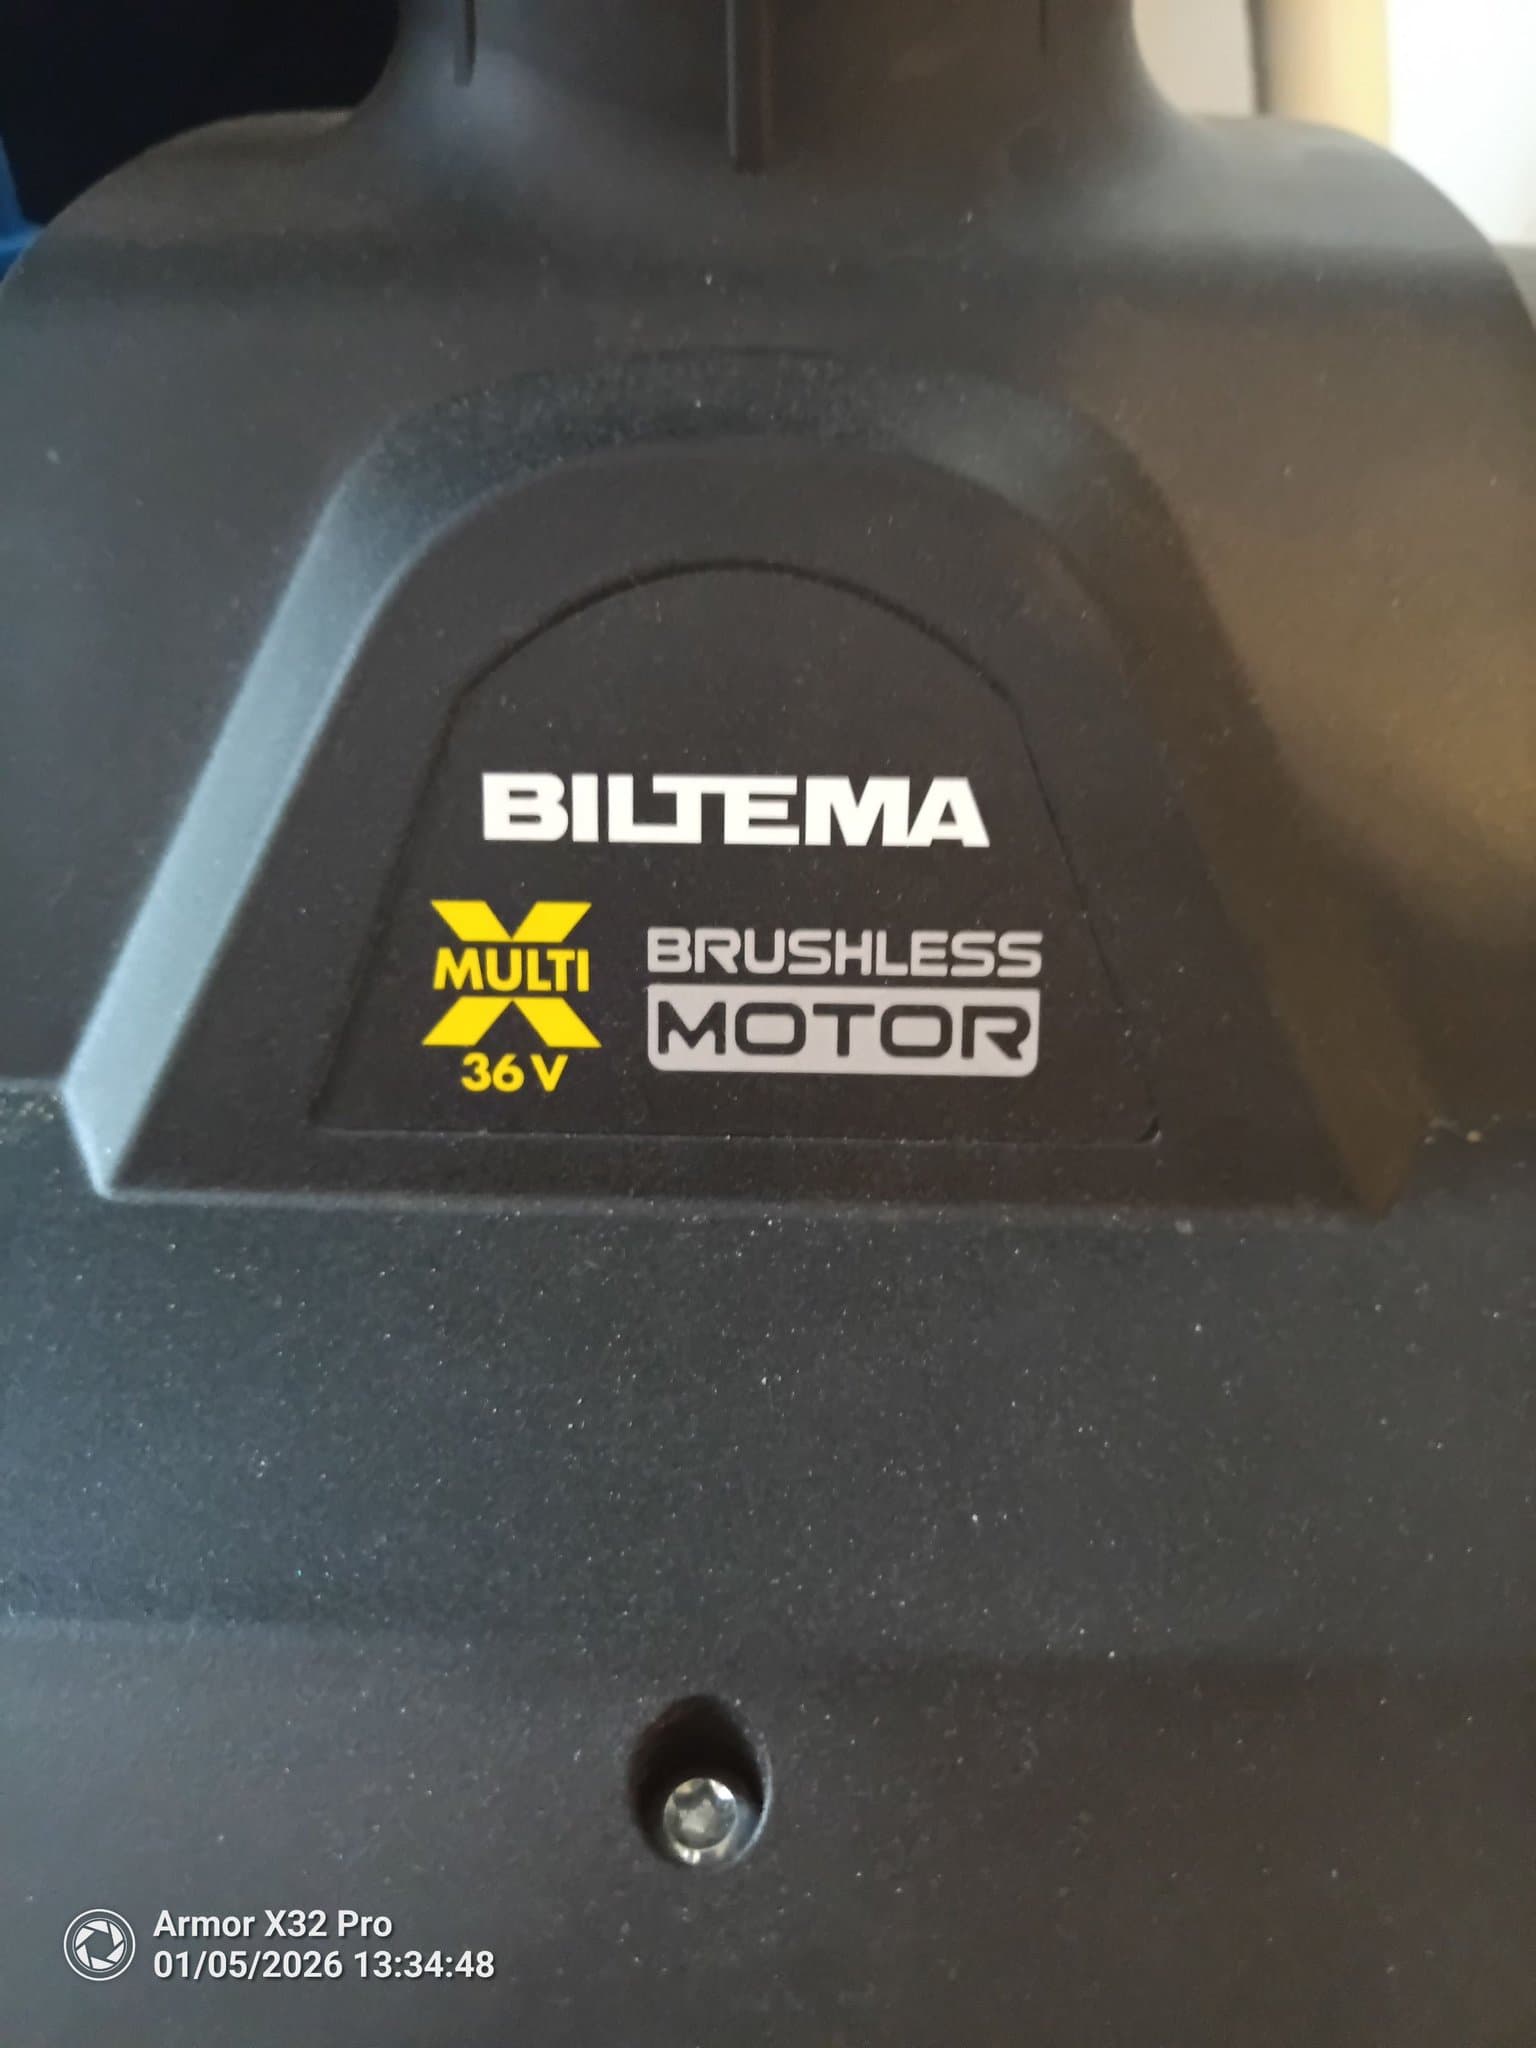 BILTEMA
MULTI X
36 V
BRUSHLESS
MOTOR
Armor X32 Pro
01/05/2026 13:34:48